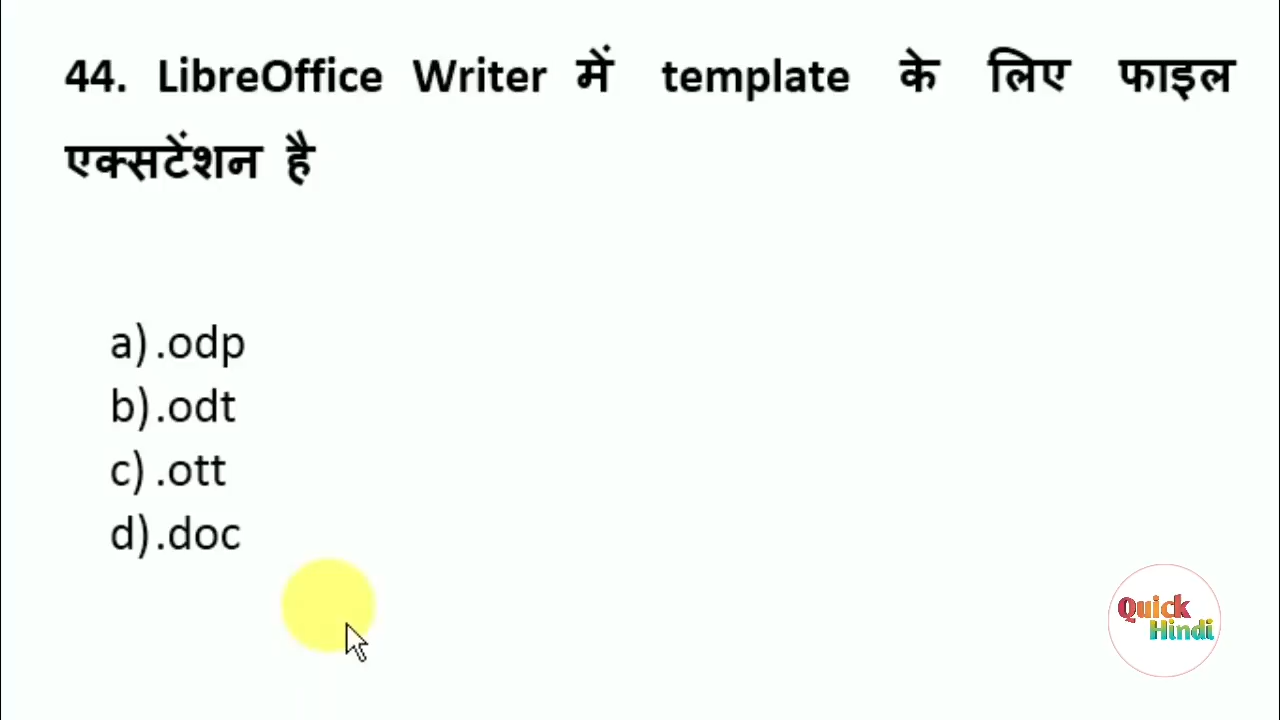 44. LibreOffice Writer में template के लिए फाइल
एक्सटेंशन है
a) .odp
b) .odt
c) .ott
d) .doc
Quick
Hindi